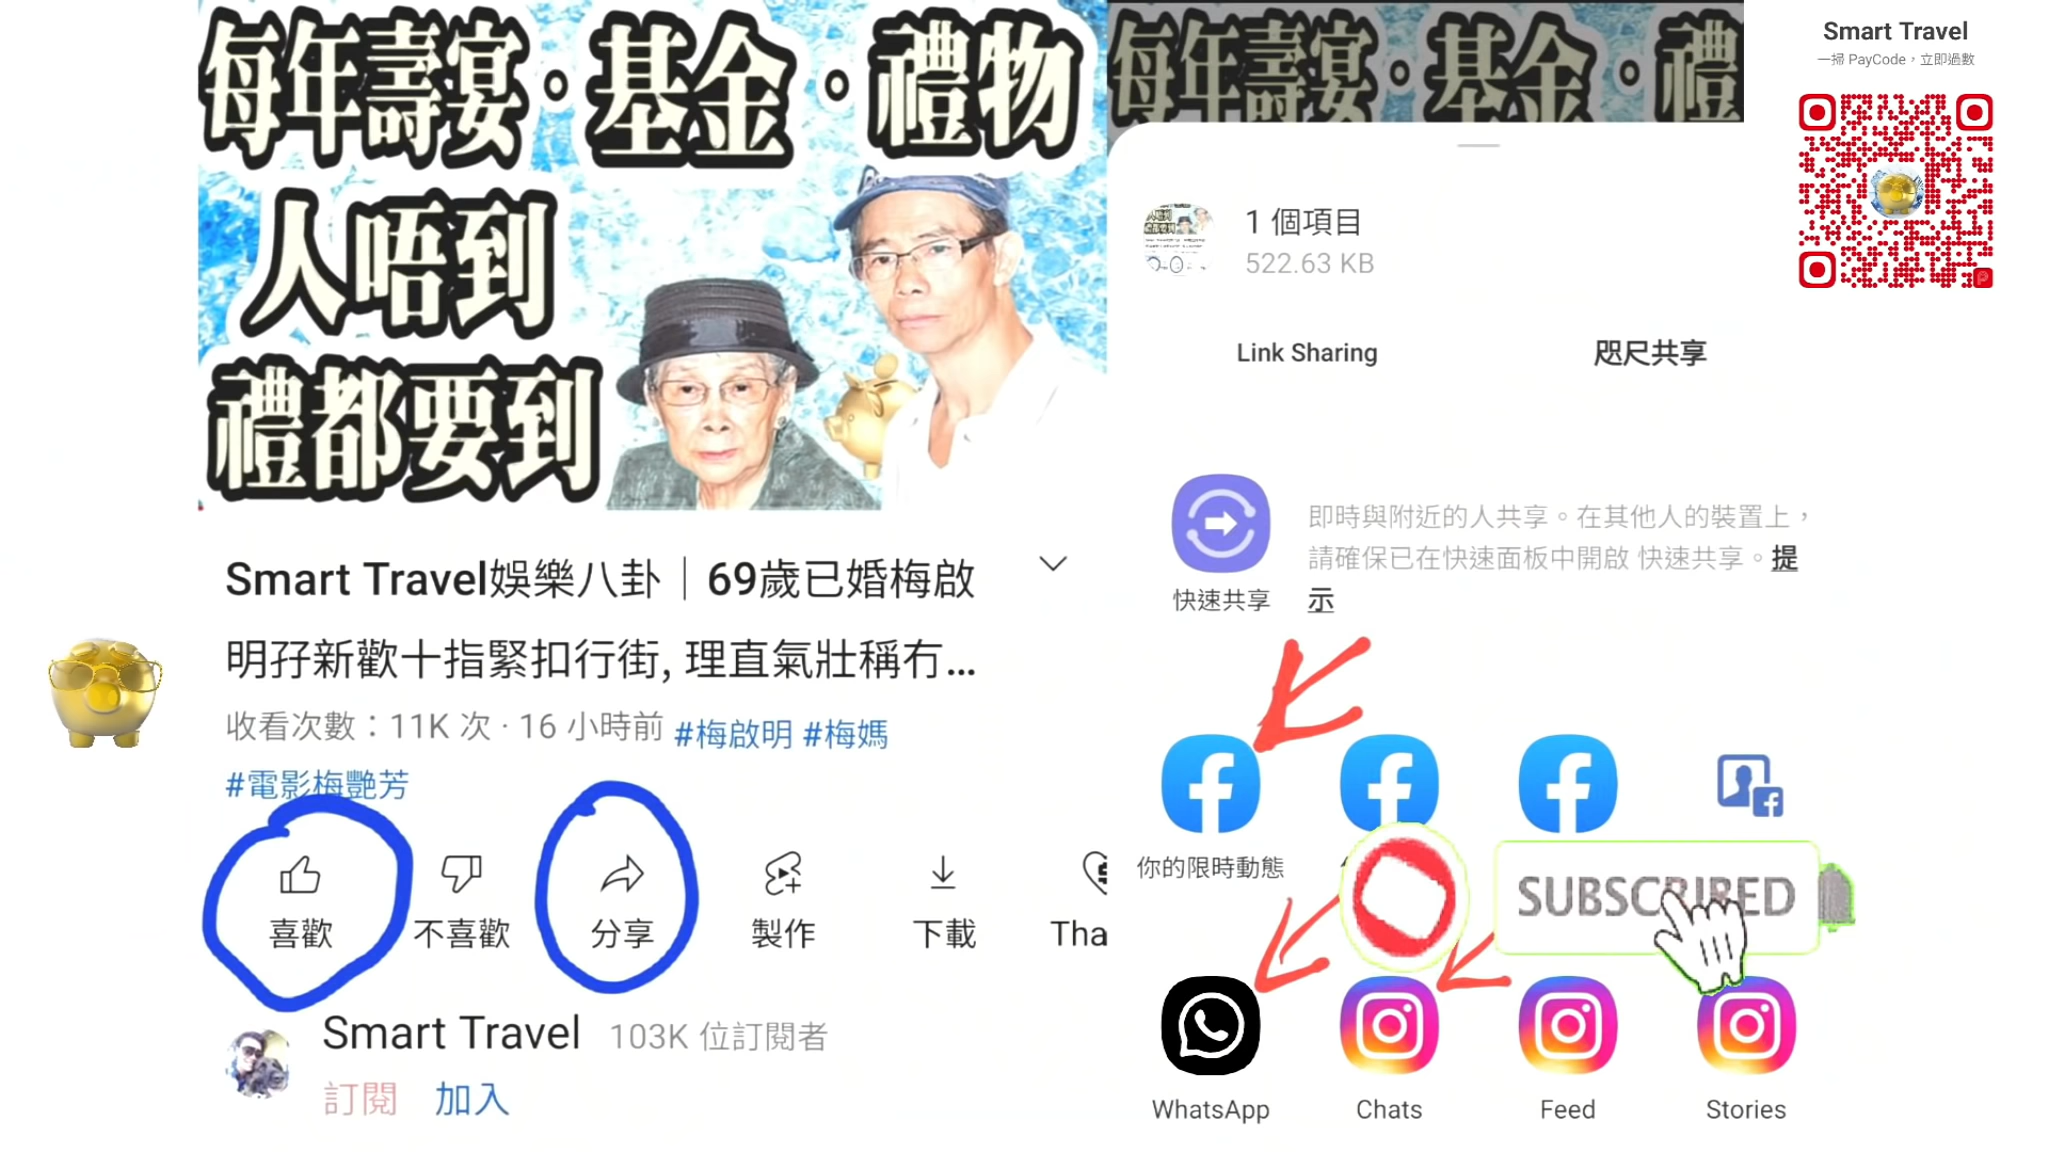 每年壽宴·基金·禮物
人唔到
禮都要到
Smart Travel娛樂八卦｜69歲已婚梅啟
明孖新歡十指緊扣行街, 理直氣壯稱冇...
收看次數：11K 次 · 16 小時前 #梅啟明 #梅媽
#電影梅艷芳
喜歡
不喜歡
分享
製作
下載
Tha
Smart Travel 103K 位訂閱者
訂閱 加入
每年壽宴·基金·禮
1 個項目
522.63 KB
Link Sharing
咫尺共享
快速共享
即時與附近的人共享。在其他人的裝置上，
請確保已在快速面板中開啟 快速共享。提
示
你的限時動態
SUBSCRIBED
WhatsApp
Chats
Feed
Stories
Smart Travel
一掃 PayCode，立即過數